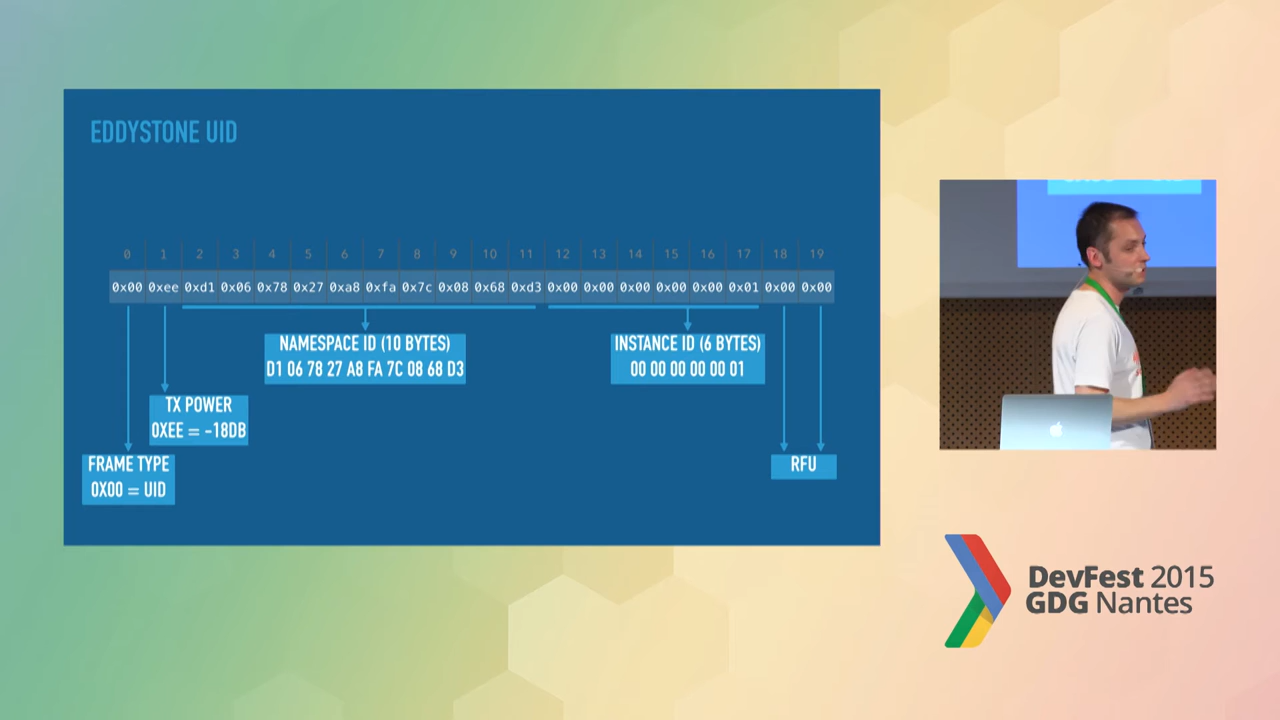 EDDYSTONE UID
0 1 2 3 4 5 6 7 8 9 10 11 12 13 14 15 16 17 18 19
0x00 0xee 0xd1 0x06 0x78 0x27 0xa8 0xfa 0x7c 0x08 0x68 0xd3 0x00 0x00 0x00 0x00 0x00 0x01 0x00 0x00
NAMESPACE ID (10 BYTES)
D1 06 78 27 A8 FA 7C 08 68 D3
INSTANCE ID (6 BYTES)
00 00 00 00 00 01
TX POWER
0XEE = -18DB
FRAME TYPE
0X00 = UID
RFU
DevFest 2015
GDG Nantes